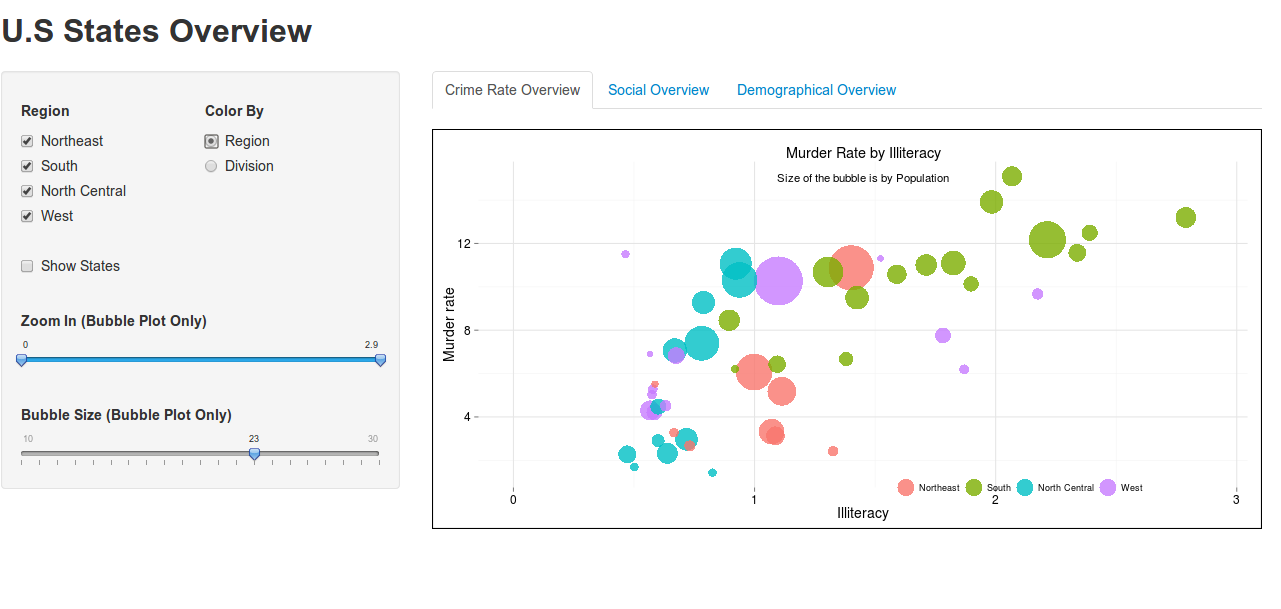 U.S States Overview
Region
Color By
Northeast
South
North Central
West
Region
Division
Show States
Zoom In (Bubble Plot Only)
0 2.9
Bubble Size (Bubble Plot Only)
10 23 30
Crime Rate Overview Social Overview Demographical Overview
Murder Rate by Illiteracy
Size of the bubble is by Population
Murder rate
12
8
4
Northeast South North Central West
0 1 2 3
Illiteracy